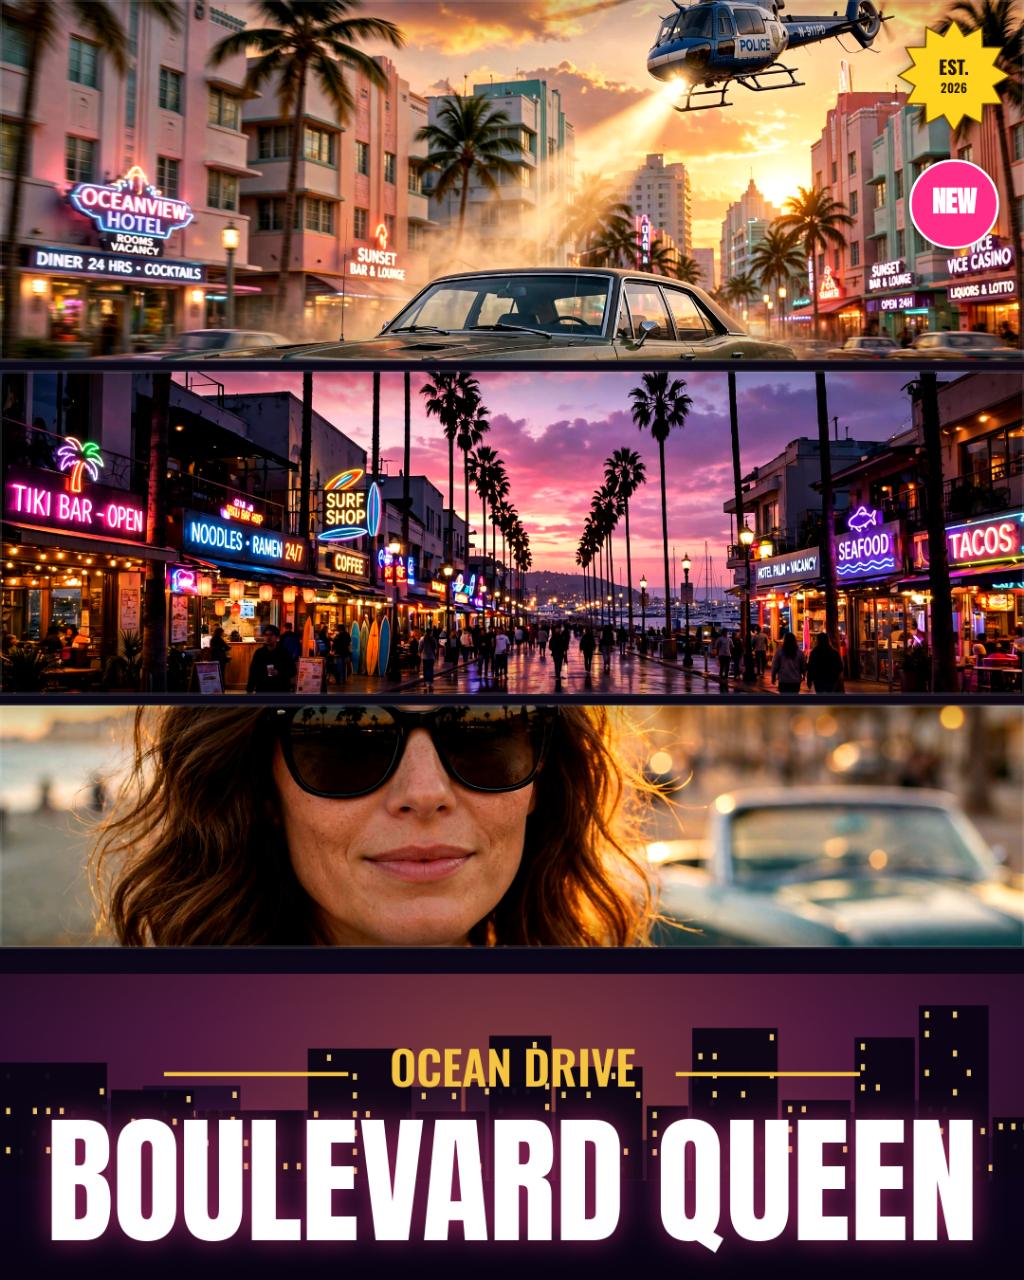 POLICE
N-911PD
EST.
2026
NEW
OCEANVIEW
HOTEL
ROOMS
VACANCY
DINER 24 HRS • COCKTAILS
SUNSET
BAR & LOUNGE
SUNSET
BAR & LOUNGE
OPEN 24H
VICE
VICE CASINO
LIQUORS & LOTTO
TIKI BAR - OPEN
NOODLES • RAMEN 24/7
SURF
SHOP
COFFEE
HOTEL PALM • VACANCY
SEAFOOD
TACOS
OCEAN DRIVE
BOULEVARD QUEEN